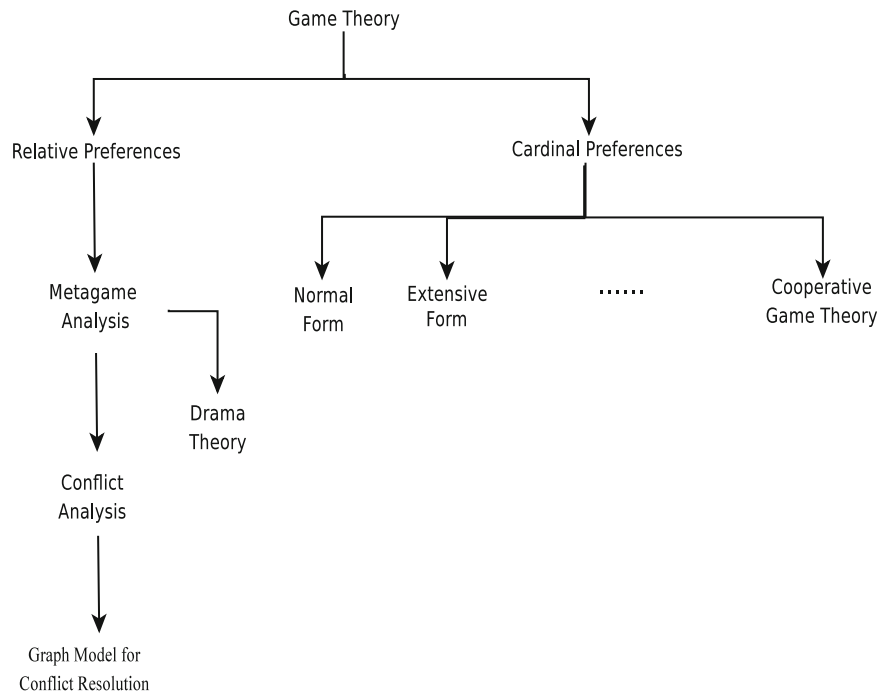 Game Theory
Relative Preferences
Cardinal Preferences
Metagame
Analysis
Normal
Form
Extensive
Form
......
Cooperative
Game Theory
Drama
Theory
Conflict
Analysis
Graph Model for
Conflict Resolution